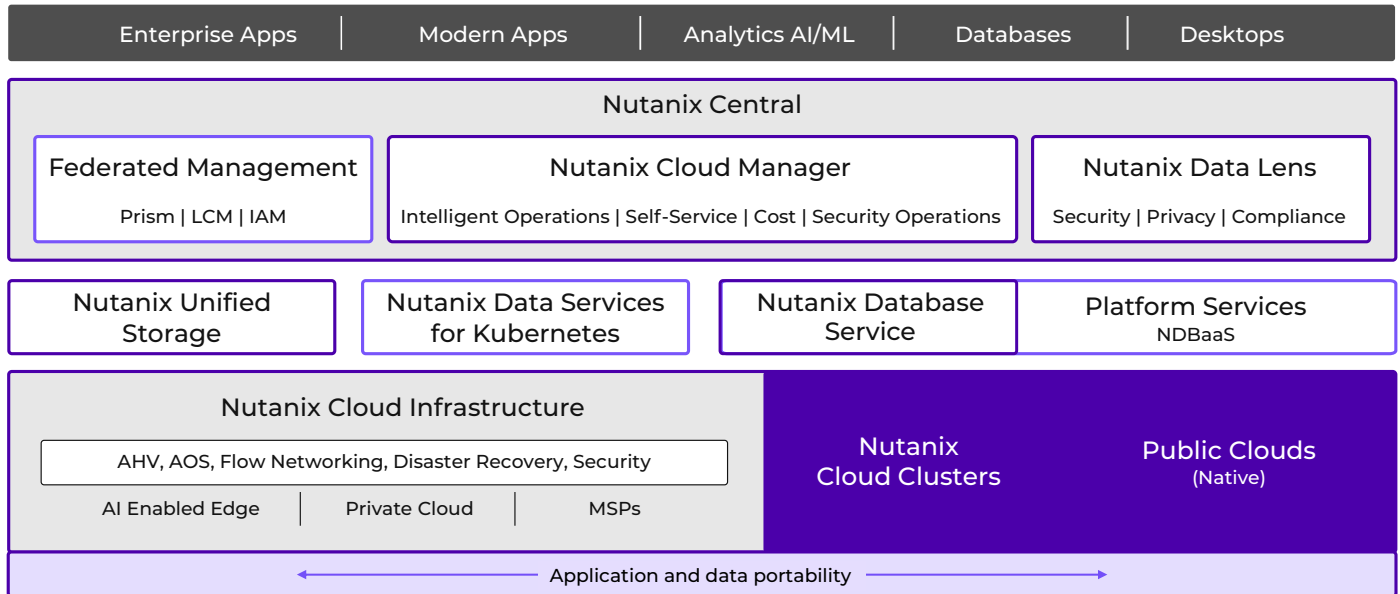 Enterprise Apps | Modern Apps | Analytics AI/ML | Databases | Desktops
Nutanix Central
Federated Management
Prism | LCM | IAM
Nutanix Cloud Manager
Intelligent Operations | Self-Service | Cost | Security Operations
Nutanix Data Lens
Security | Privacy | Compliance
Nutanix Unified
Storage
Nutanix Data Services
for Kubernetes
Nutanix Database
Service
Platform Services
NDBaaS
Nutanix Cloud Infrastructure
AHV, AOS, Flow Networking, Disaster Recovery, Security
AI Enabled Edge | Private Cloud | MSPs
Nutanix
Cloud Clusters
Public Clouds
(Native)
Application and data portability